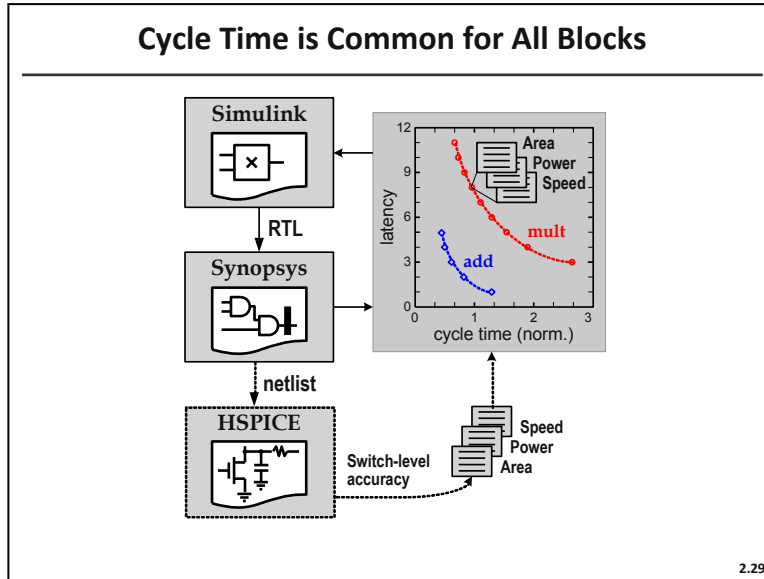 Cycle Time is Common for All Blocks
Simulink
×
RTL
Synopsys
netlist
HSPICE
Switch-level
accuracy
12
9
6
3
0
latency
Area
Power
Speed
mult
add
0 1 2 3
cycle time (norm.)
Speed
Power
Area
2.29